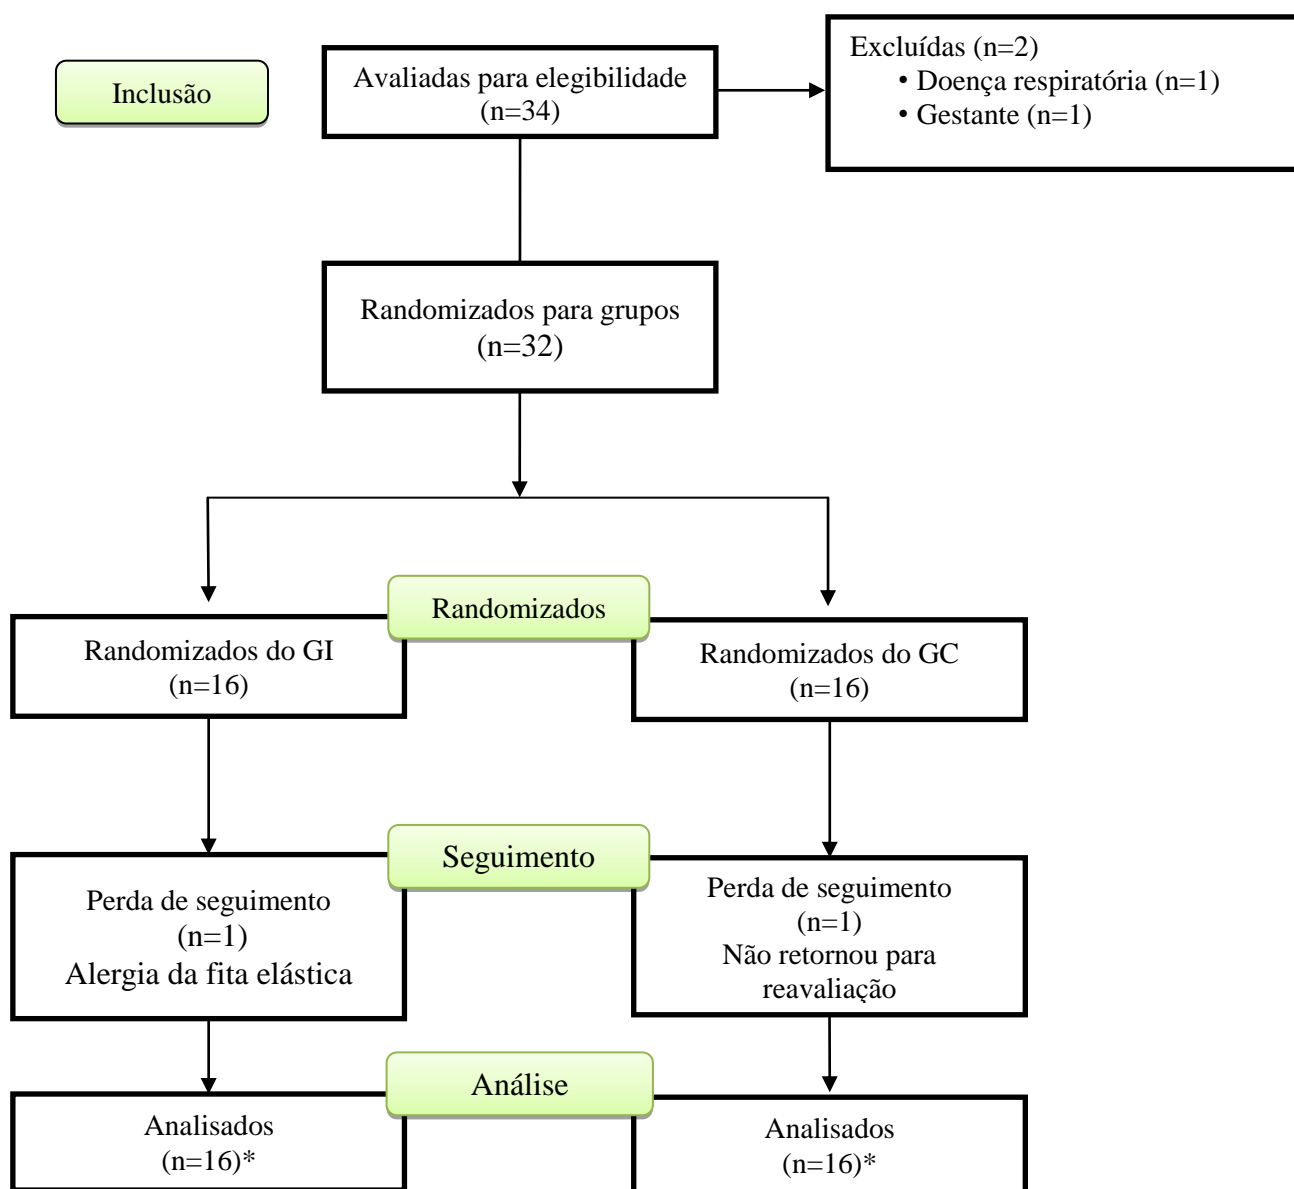 Inclusão
Avaliadas para elegibilidade
(n=34)
Excluídas (n=2)
• Doença respiratória (n=1)
• Gestante (n=1)
Randomizados para grupos
(n=32)
Randomizados
Randomizados do GI
(n=16)
Randomizados do GC
(n=16)
Seguimento
Perda de seguimento
(n=1)
Alergia da fita elástica
Perda de seguimento
(n=1)
Não retornou para
reavaliação
Análise
Analisados
(n=16)*
Analisados
(n=16)*